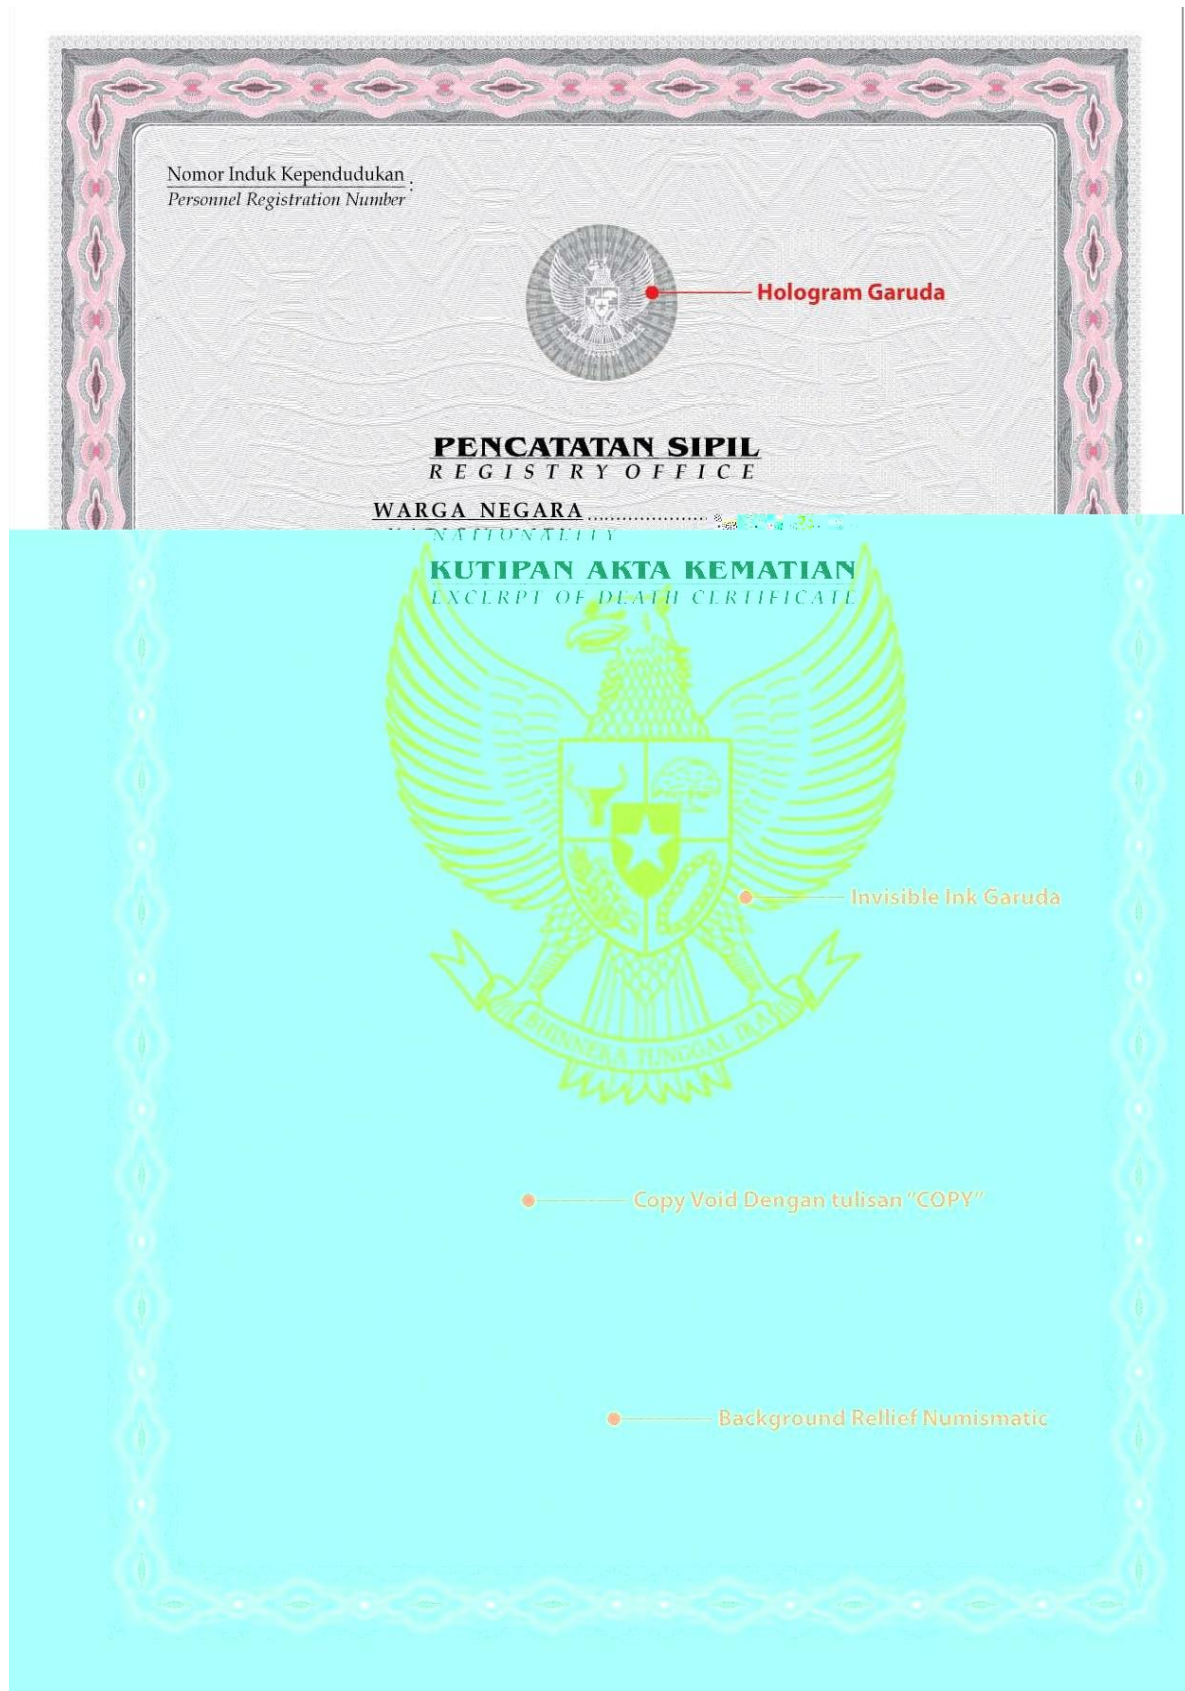 Nomor Induk Kependudukan :
Personnel Registration Number
Hologram Garuda
PENCATATAN SIPIL
REGISTRY OFFICE
WARGA NEGARA ....................
NATIONALITY
KUTIPAN AKTA KEMATIAN
EXCERPT OF DEATH CERTIFICATE
Invisible Ink Garuda
BHINNEKA TUNGGAL IKA
Copy Void Dengan tulisan "COPY"
Background Rellief Numismatic